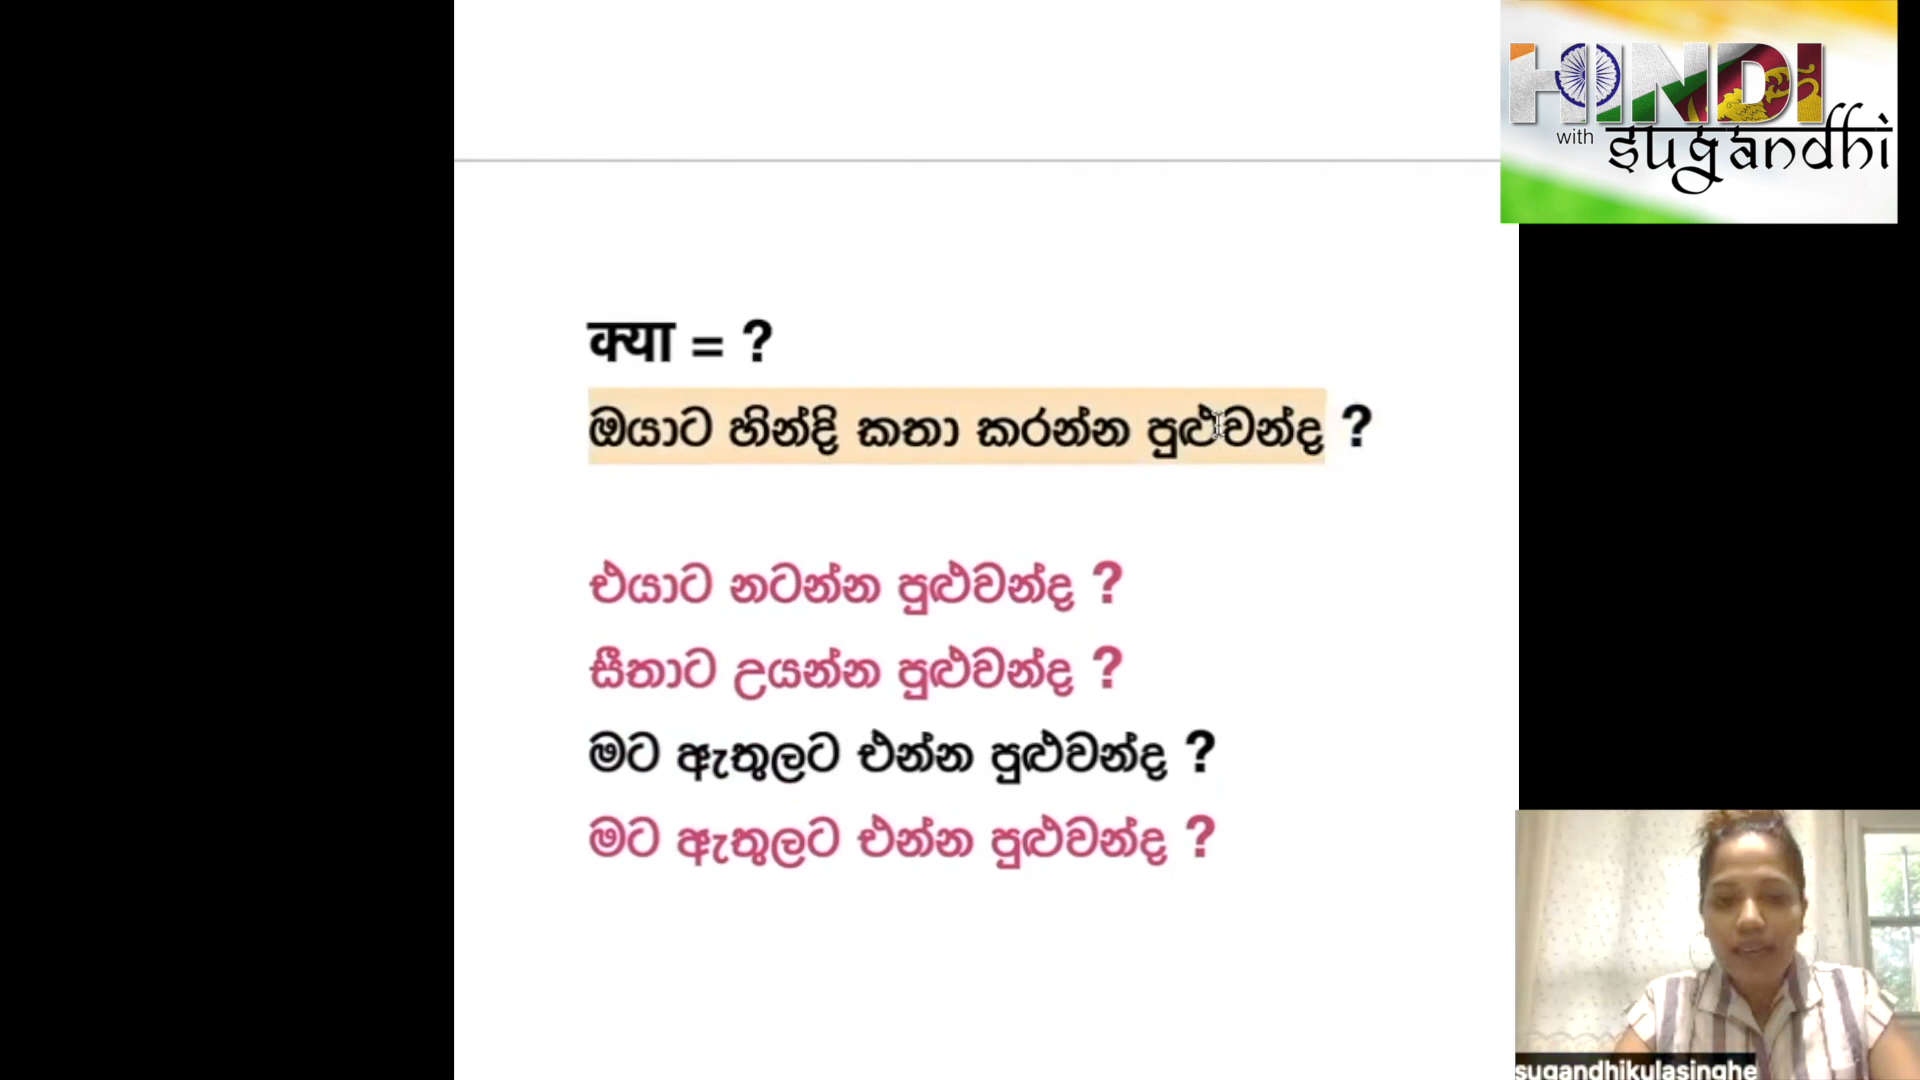 HINDI
with
sugandhi
क्या = ?
ඔයාට හින්දි කතා කරන්න පුළුවන්ද ?
එයාට නටන්න පුළුවන්ද ?
සීතාට උයන්න පුළුවන්ද ?
මට ඇතුලට එන්න පුළුවන්ද ?
මට ඇතුලට එන්න පුළුවන්ද ?
sugandhikulasinghe